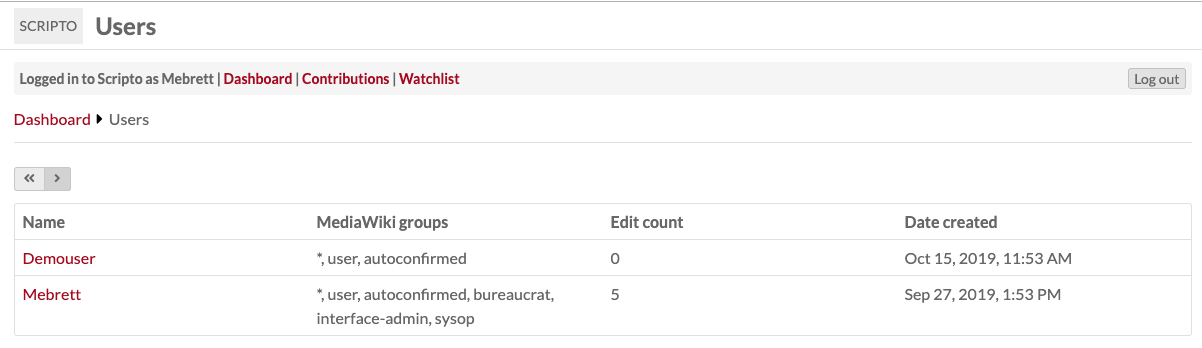 SCRIPTO Users
Logged in to Scripto as Mebrett | Dashboard | Contributions | Watchlist Log out
Dashboard Users
Name MediaWiki groups Edit count Date created
Demouser *, user, autoconfirmed 0 Oct 15, 2019, 11:53 AM
Mebrett *, user, autoconfirmed, bureaucrat, 5 Sep 27, 2019, 1:53 PM
interface-admin, sysop